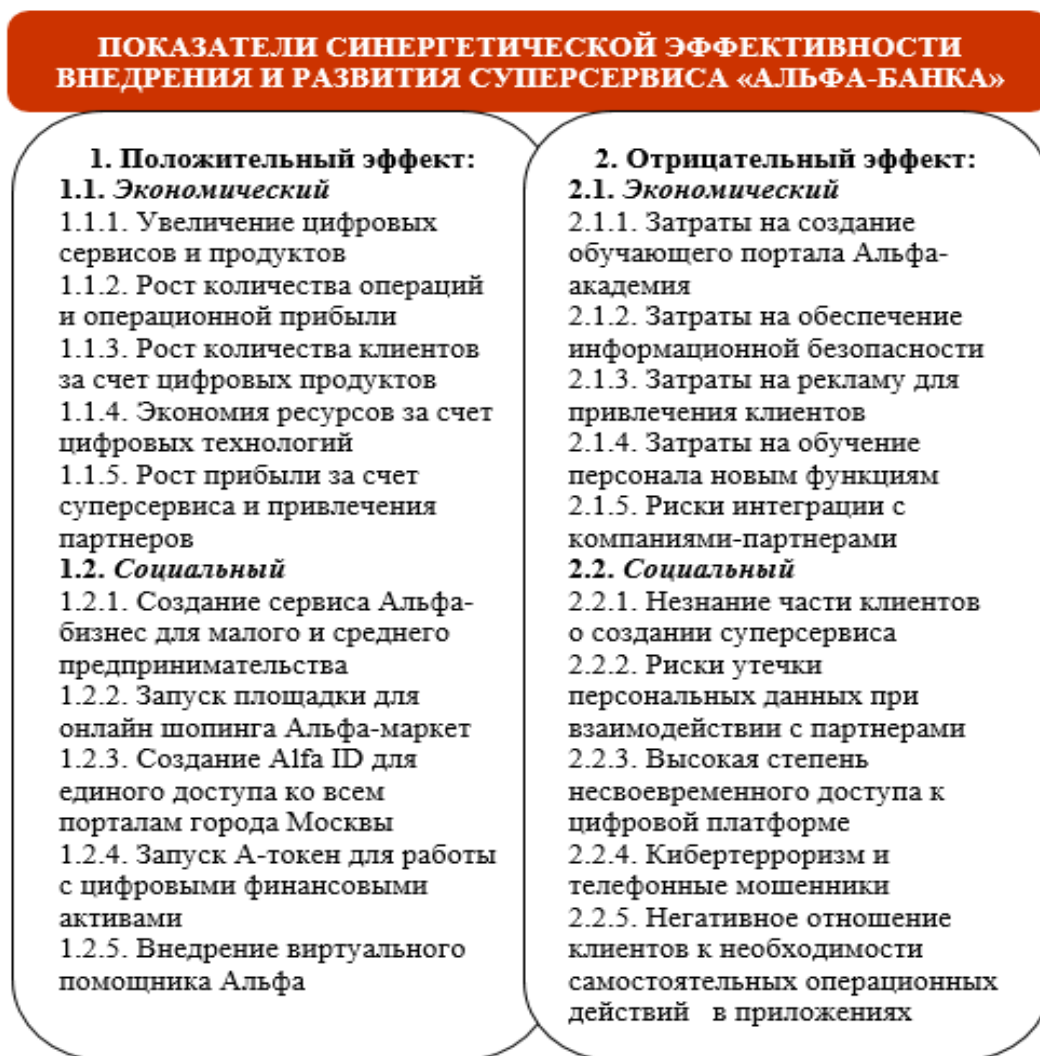 ПОКАЗАТЕЛИ СИНЕРГЕТИЧЕСКОЙ ЭФФЕКТИВНОСТИ
ВНЕДРЕНИЯ И РАЗВИТИЯ СУПЕРСЕРВИСА «АЛЬФА-БАНКА»
1. Положительный эффект:
1.1. Экономический
1.1.1. Увеличение цифровых
сервисов и продуктов
1.1.2. Рост количества операций
и операционной прибыли
1.1.3. Рост количества клиентов
за счет цифровых продуктов
1.1.4. Экономия ресурсов за счет
цифровых технологий
1.1.5. Рост прибыли за счет
суперсервиса и привлечения
партнеров
1.2. Социальный
1.2.1. Создание сервиса Альфа-
бизнес для малого и среднего
предпринимательства
1.2.2. Запуск площадки для
онлайн шопинга Альфа-маркет
1.2.3. Создание Alfa ID для
единого доступа ко всем
порталам города Москвы
1.2.4. Запуск А-токен для работы
с цифровыми финансовыми
активами
1.2.5. Внедрение виртуального
помощника Альфа
2. Отрицательный эффект:
2.1. Экономический
2.1.1. Затраты на создание
обучающего портала Альфа-
академия
2.1.2. Затраты на обеспечение
информационной безопасности
2.1.3. Затраты на рекламу для
привлечения клиентов
2.1.4. Затраты на обучение
персонала новым функциям
2.1.5. Риски интеграции с
компаниями-партнерами
2.2. Социальный
2.2.1. Незнание части клиентов
о создании суперсервиса
2.2.2. Риски утечки
персональных данных при
взаимодействии с партнерами
2.2.3. Высокая степень
несвоевременного доступа к
цифровой платформе
2.2.4. Кибертерроризм и
телефонные мошенники
2.2.5. Негативное отношение
клиентов к необходимости
самостоятельных операционных
действий в приложениях